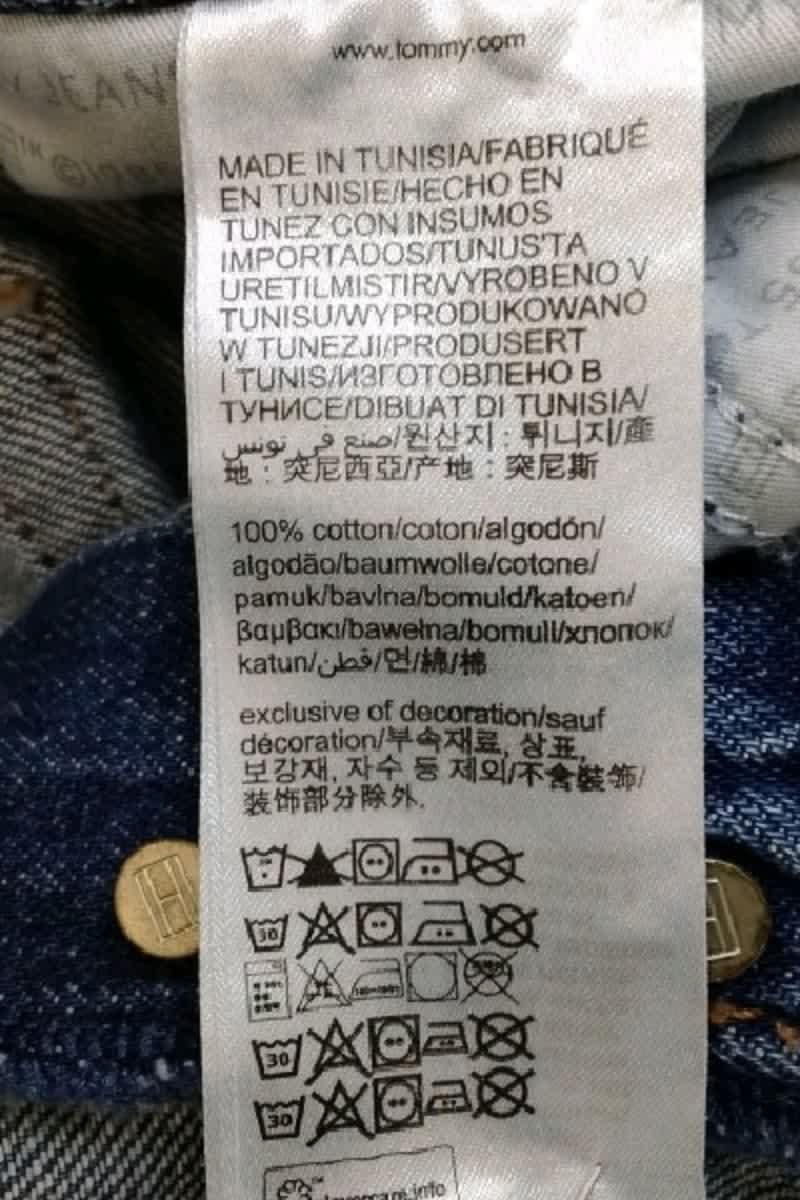 www.tommy.com
MADE IN TUNISIA/FABRIQUÉ
EN TUNISIE/HECHO EN
TUNEZ CON INSUMOS
IMPORTADOS/TUNUS'TA
URETILMISTIR/VYROBENO V
TUNISU/WYPRODUKOWANO
W TUNEZJI/PRODUSERT
I TUNIS/ИЗГОТОВЛЕНО В
ТУНИСЕ/DIBUAT DI TUNISIA/
صنع في تونس/원산지 : 튀니지/產
地 : 突尼西亞/产地 : 突尼斯
100% cotton/coton/algodón/
algodão/baumwolle/cotone/
pamuk/bavlna/bomuld/katoen/
βαμβακι/bawełna/bomull/хлопок/
katun/قطن/면/綿/棉
exclusive of decoration/sauf
décoration/부속재료, 상표,
보강재, 자수 등 제외/不含裝飾/
装饰部分除外.
30
30
30
JEAN
H